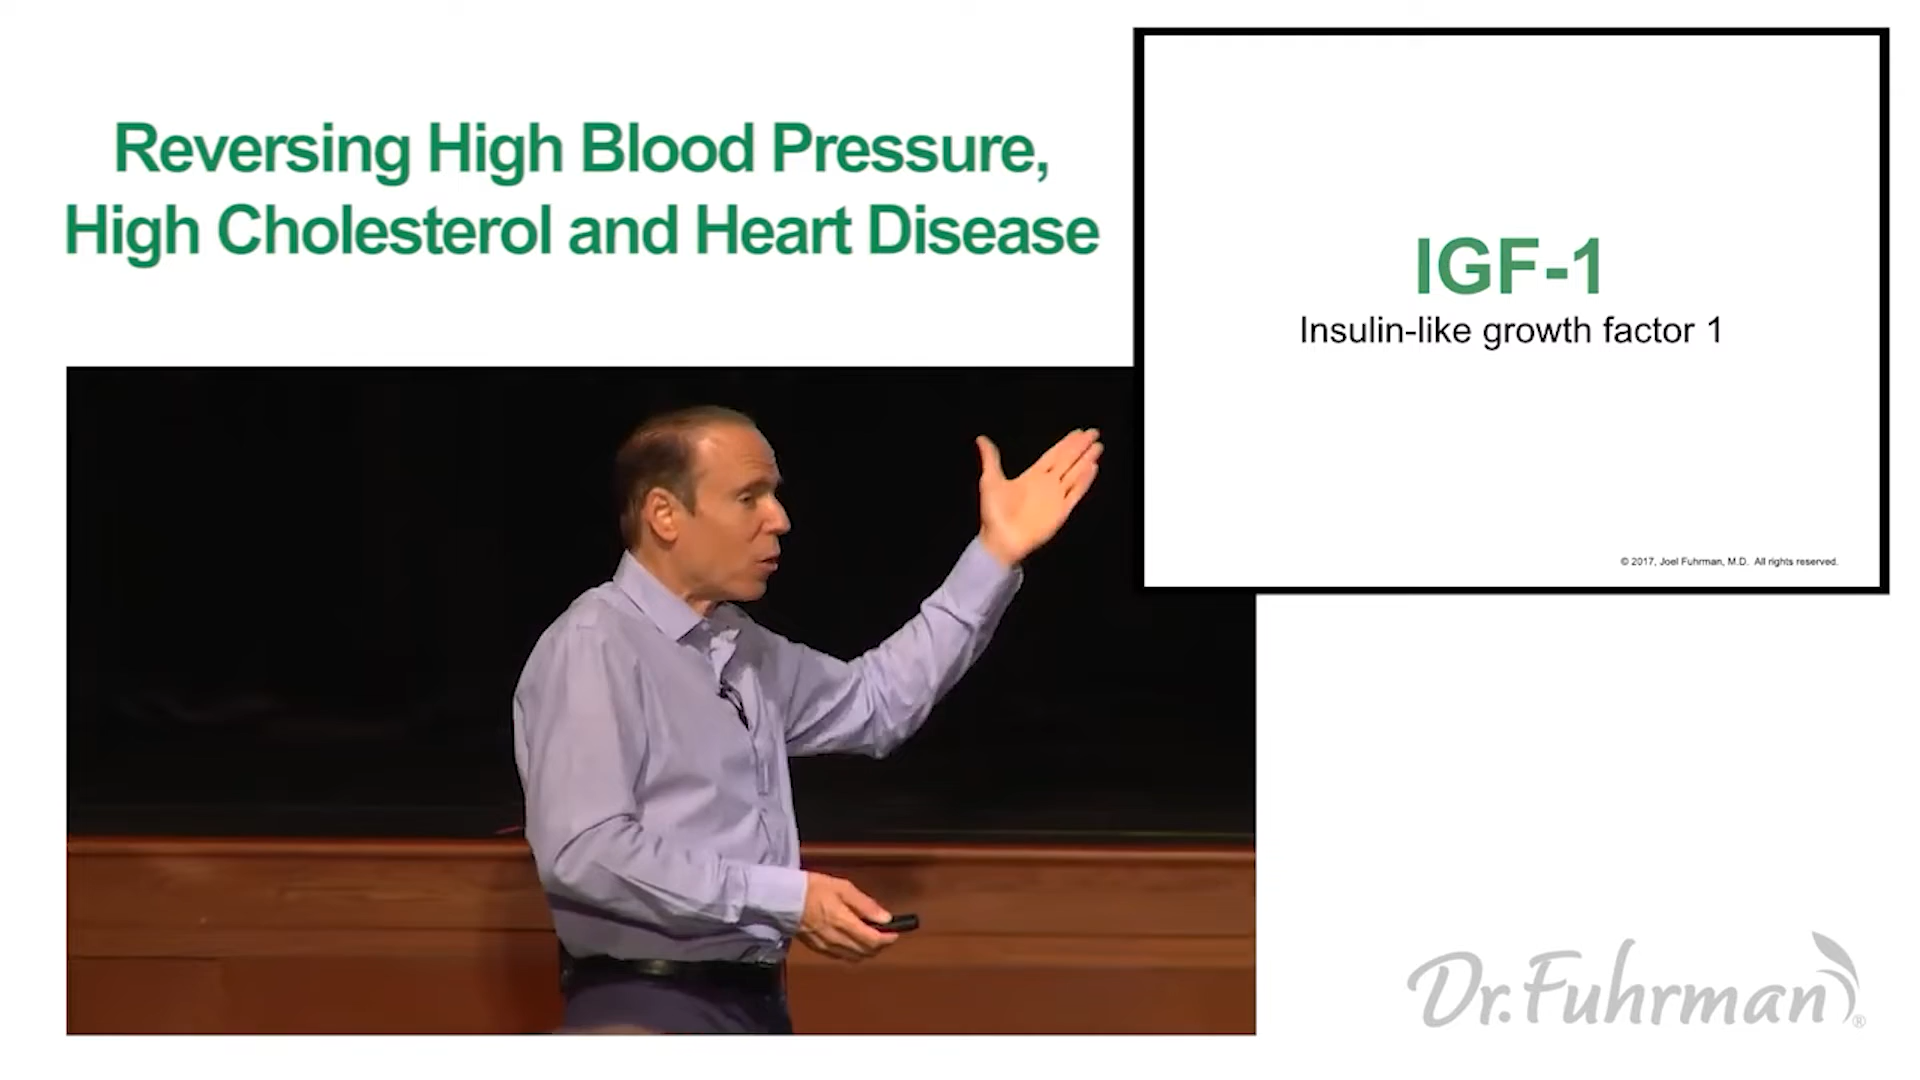 Reversing High Blood Pressure,
High Cholesterol and Heart Disease
IGF-1
Insulin-like growth factor 1
© 2017, Joel Fuhrman, M.D. All rights reserved.
Dr. Fuhrman®